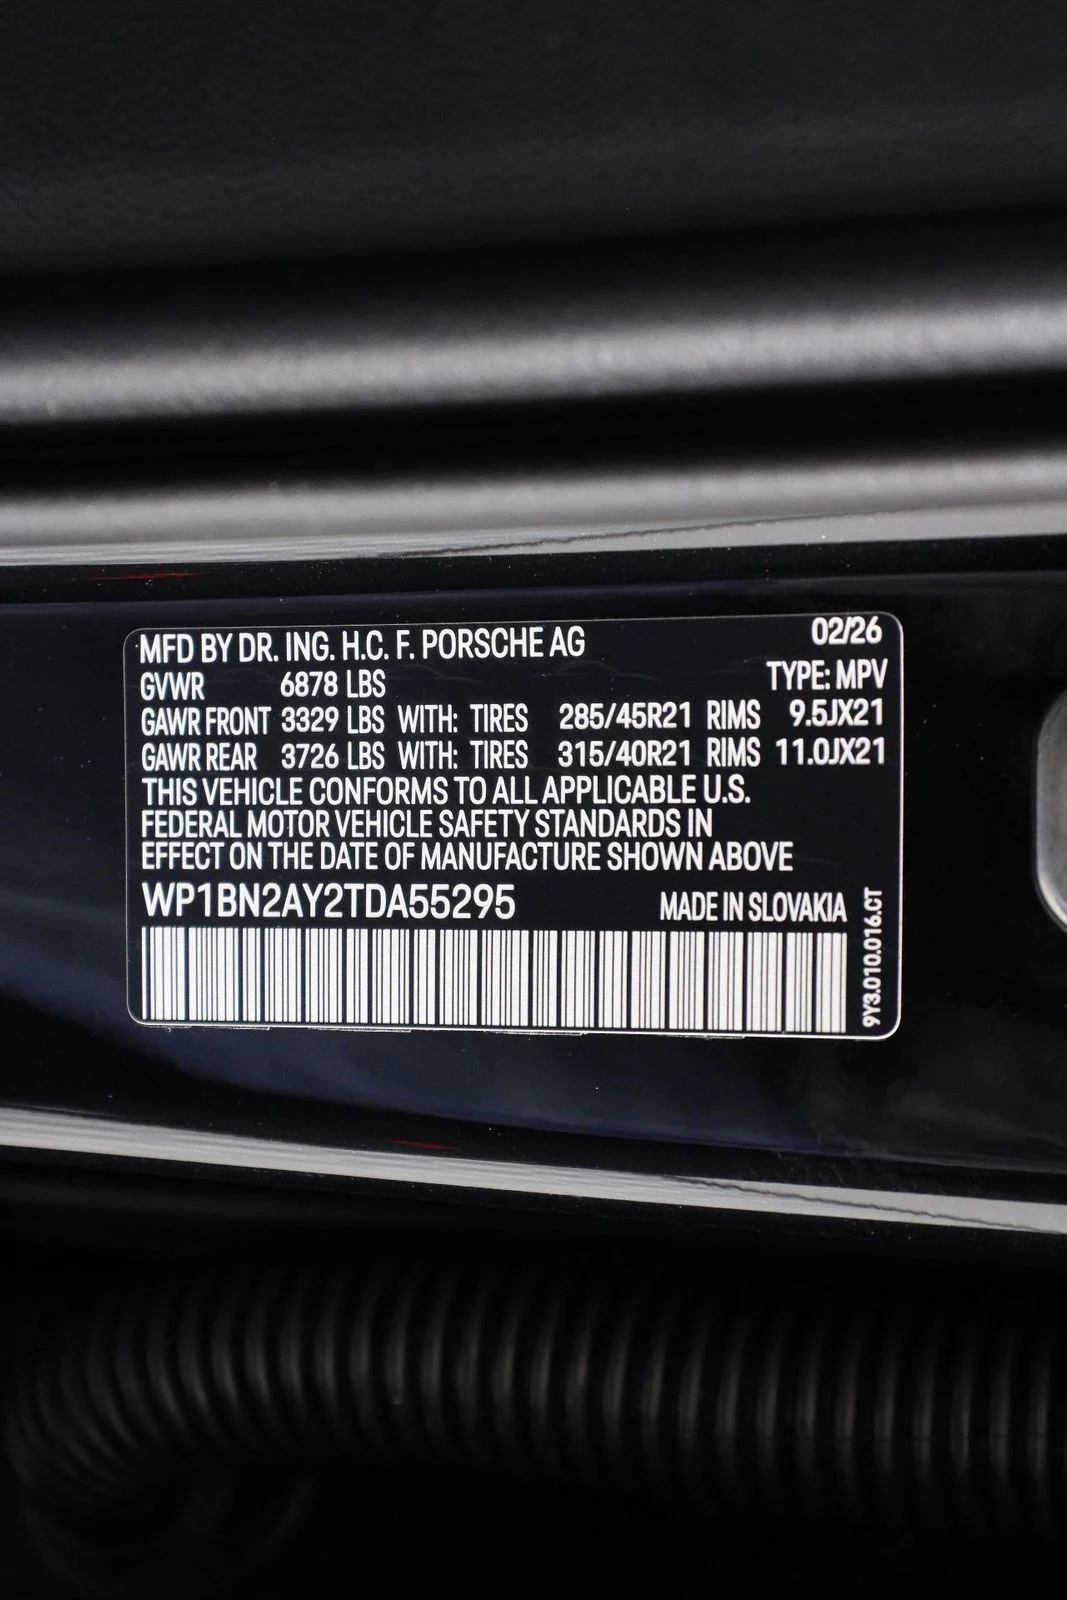 MFD BY DR. ING. H.C. F. PORSCHE AG 02/26
GVWR 6878 LBS TYPE: MPV
GAWR FRONT 3329 LBS WITH: TIRES 285/45R21 RIMS 9.5JX21
GAWR REAR 3726 LBS WITH: TIRES 315/40R21 RIMS 11.0JX21
THIS VEHICLE CONFORMS TO ALL APPLICABLE U.S.
FEDERAL MOTOR VEHICLE SAFETY STANDARDS IN
EFFECT ON THE DATE OF MANUFACTURE SHOWN ABOVE
WP1BN2AY2TDA55295 MADE IN SLOVAKIA
9Y3.010.016.CT